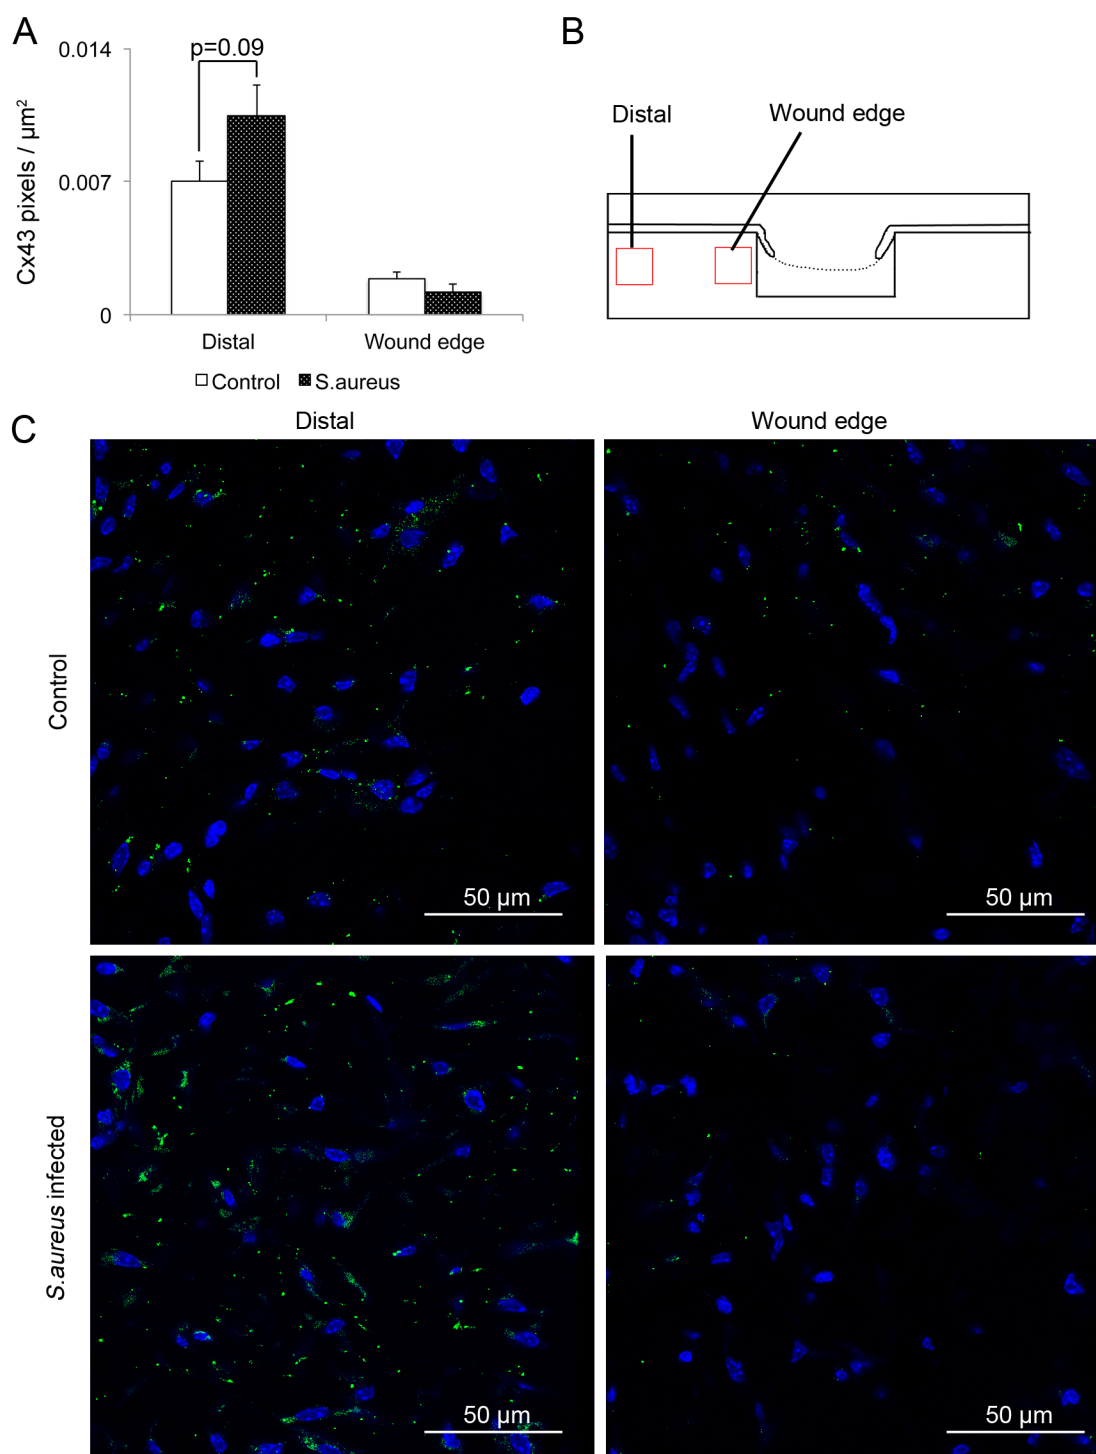 A
0.014
p=0.09
0.007
0
Cx43 pixels / µm²
Distal
Wound edge
Control
S.aureus
B
Distal
Wound edge
C
Distal
Wound edge
Control
50 µm
50 µm
S.aureus infected
50 µm
50 µm